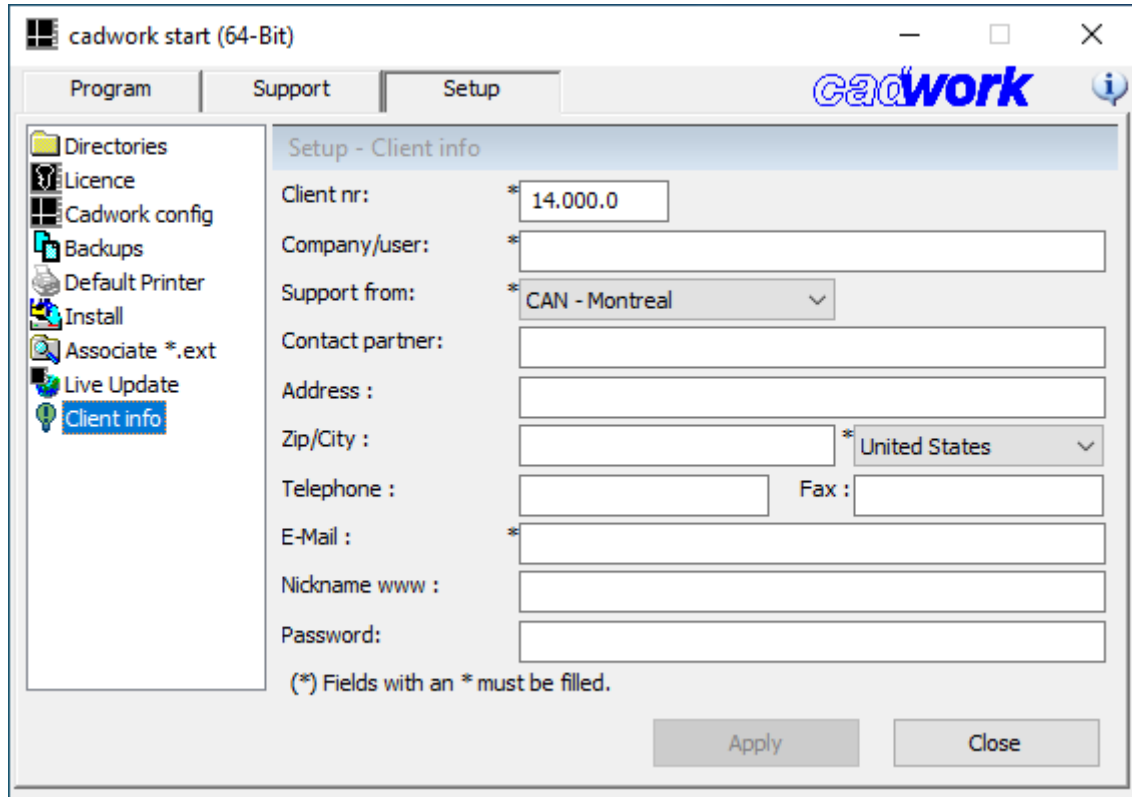 cadwork start (64-Bit)
Program Support Setup cadwork
Directories
Licence
Cadwork config
Backups
Default Printer
Install
Associate *.ext
Live Update
Client info
Setup - Client info
Client nr: * 14.000.0
Company/user: *
Support from: * CAN - Montreal
Contact partner:
Address :
Zip/City : * United States
Telephone : Fax :
E-Mail : *
Nickname www :
Password:
(*) Fields with an * must be filled.
Apply Close